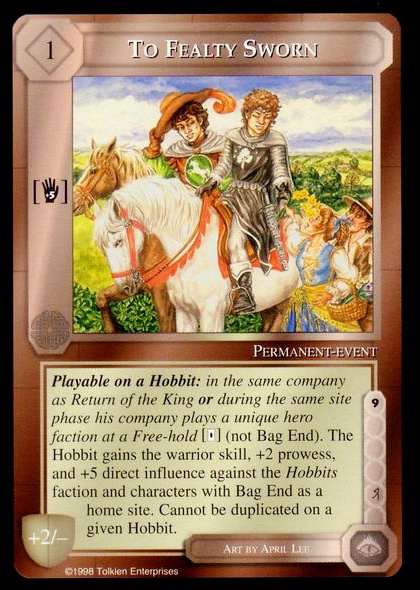 1
TO FEALTY SWORN
[5]
PERMANENT-EVENT
Playable on a Hobbit: in the same company
as Return of the King or during the same site
phase his company plays a unique hero
faction at a Free-hold [] (not Bag End). The
Hobbit gains the warrior skill, +2 prowess,
and +5 direct influence against the Hobbits
faction and characters with Bag End as a
home site. Cannot be duplicated on a
given Hobbit.
9
+2/–
ART BY APRIL LEE
©1998 Tolkien Enterprises